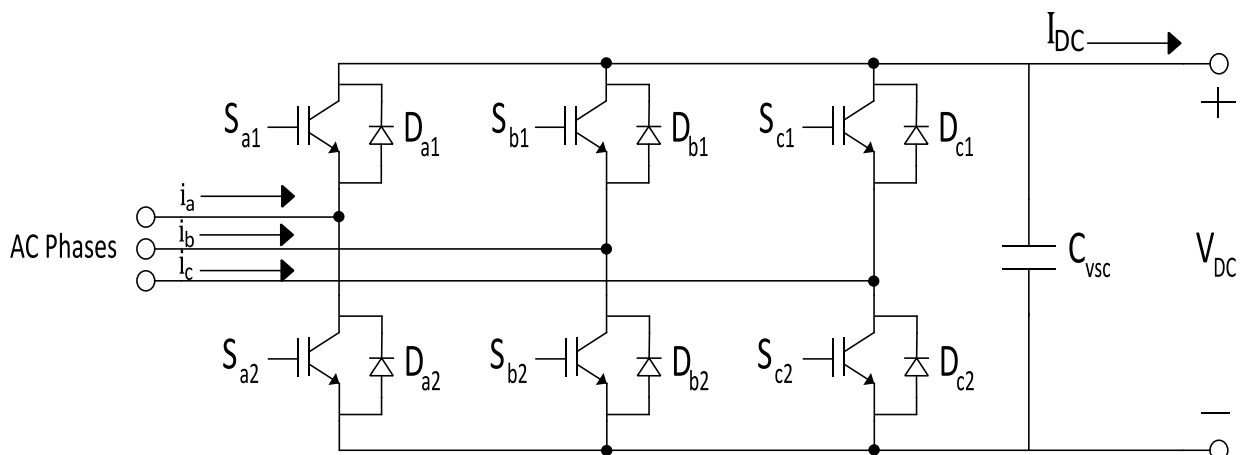 I_DC
+
S_a1 D_a1 S_b1 D_b1 S_c1 D_c1
i_a
i_b
AC Phases
i_c
C_vsc V_DC
S_a2 D_a2 S_b2 D_b2 S_c2 D_c2
−